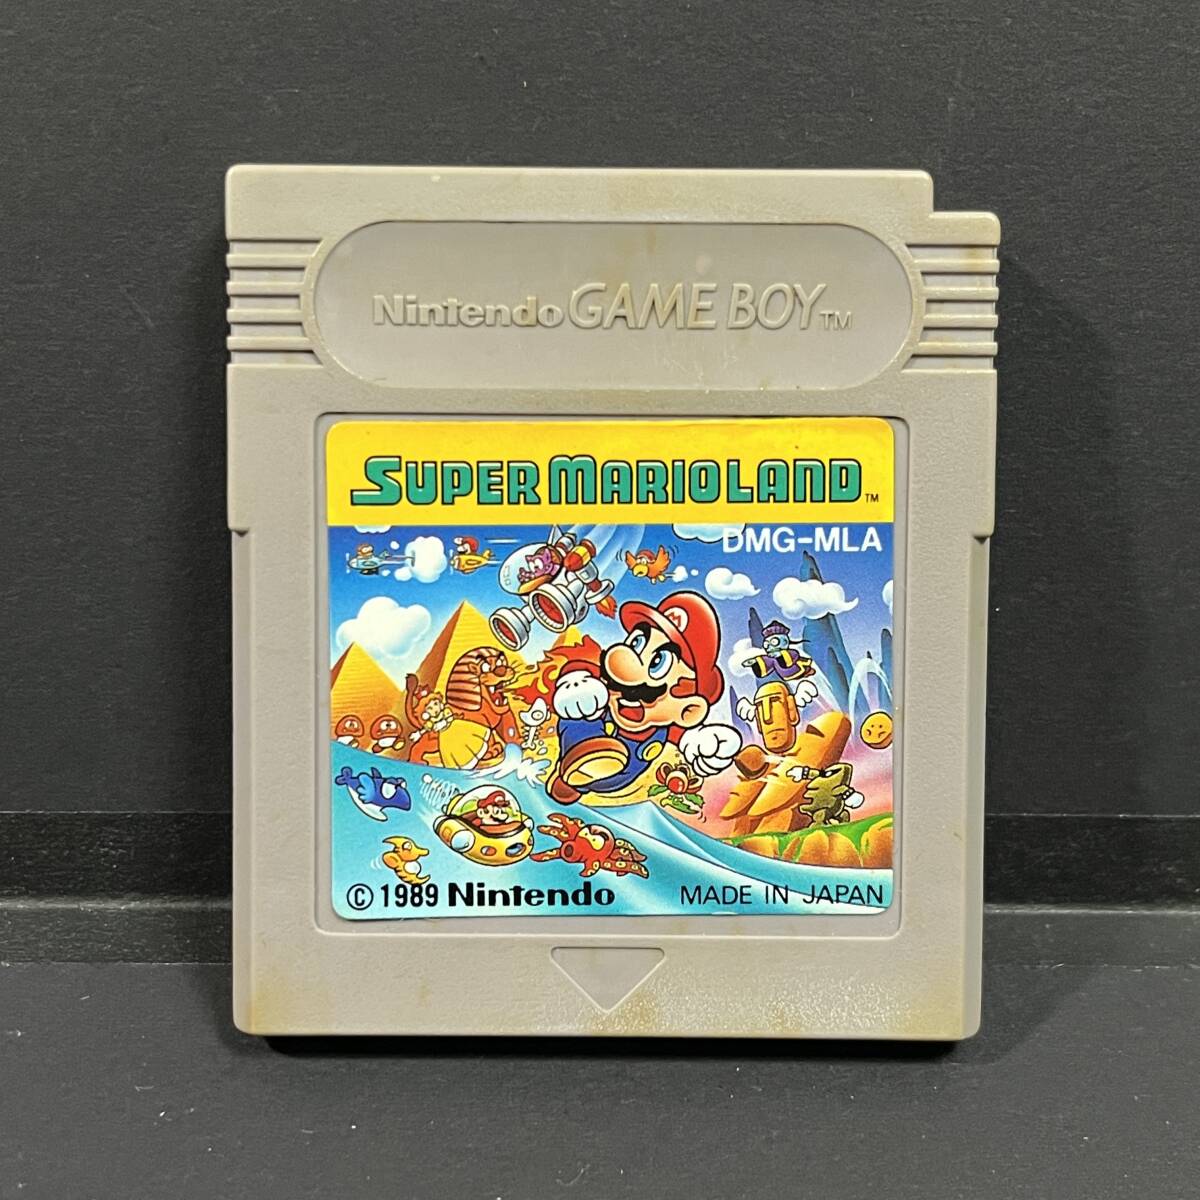 Nintendo GAME BOY™
SUPER MARIOLAND™
DMG-MLA
M
© 1989 Nintendo
MADE IN JAPAN